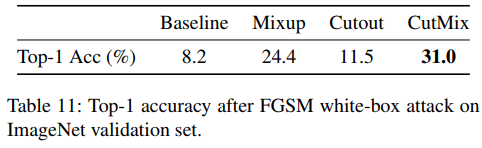 Baseline Mixup Cutout CutMix
Top-1 Acc (%) 8.2 24.4 11.5 31.0
Table 11: Top-1 accuracy after FGSM white-box attack on
ImageNet validation set.